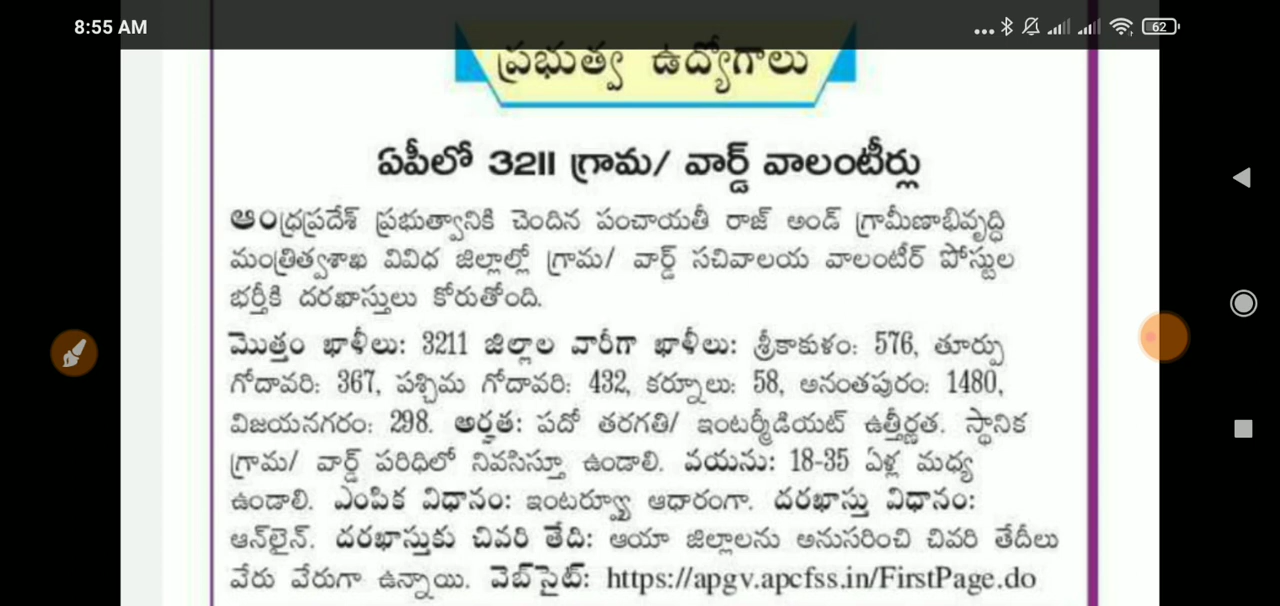 8:55 AM
62
ప్రభుత్వ ఉద్యోగాలు
ఏపీలో 3211 గ్రామ/ వార్డ్ వాలంటీర్లు
ఆంధ్రప్రదేశ్ ప్రభుత్వానికి చెందిన పంచాయతీ రాజ్ అండ్ గ్రామీణాభివృద్ధి
మంత్రిత్వశాఖ వివిధ జిల్లాల్లో గ్రామ/ వార్డ్ సచివాలయ వాలంటీర్ పోస్టుల
భర్తీకి దరఖాస్తులు కోరుతోంది.
మొత్తం ఖాళీలు: 3211 జిల్లాల వారీగా ఖాళీలు: శ్రీకాకుళం: 576, తూర్పు
గోదావరి: 367, పశ్చిమ గోదావరి: 432, కర్నూలు: 58, అనంతపురం: 1480,
విజయనగరం: 298. అర్హత: పదో తరగతి/ ఇంటర్మీడియట్ ఉత్తీర్ణత. స్థానిక
గ్రామ/ వార్డ్ పరిధిలో నివసిస్తూ ఉండాలి. వయసు: 18-35 ఏళ్ల మధ్య
ఉండాలి. ఎంపిక విధానం: ఇంటర్వ్యూ ఆధారంగా. దరఖాస్తు విధానం:
ఆన్‌లైన్. దరఖాస్తుకు చివరి తేది: ఆయా జిల్లాలను అనుసరించి చివరి తేదీలు
వేరు వేరుగా ఉన్నాయి. వెబ్‌సైట్: https://apgv.apcfss.in/FirstPage.do